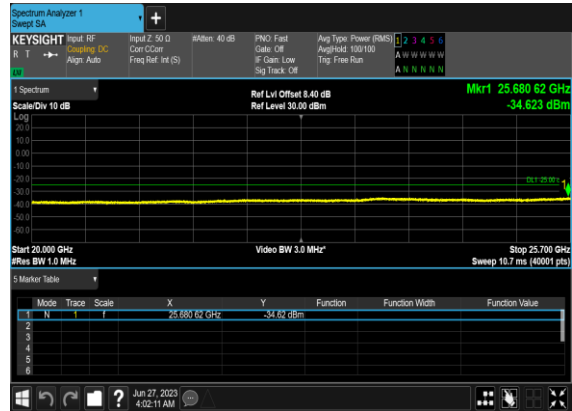 Spectrum Analyzer 1
Swept SA
+
KEYSIGHT Input: RF Input Z: 50 Ω #Atten: 40 dB PNO: Fast Avg Type: Power (RMS) 1 2 3 4 5 6
R T Coupling: DC Corr CCorr Gate: Off Avg|Hold: 100/100 A W W W W W
Align: Auto Freq Ref: Int (S) IF Gain: Low Trig: Free Run
Sig Track: Off A N N N N N
1 Spectrum Ref Lvl Offset 8.40 dB Mkr1 25.680 62 GHz
Scale/Div 10 dB Ref Level 30.00 dBm -34.623 dBm
Log
20.0
10.0
0.00
-10.0
-20.0 DL1 -25.00
1
-30.0
-40.0
-50.0
-60.0
Start 20.000 GHz Video BW 3.0 MHz* Stop 25.700 GHz
#Res BW 1.0 MHz Sweep 10.7 ms (40001 pts)
5 Marker Table
Mode Trace Scale X Y Function Function Width Function Value
1 N 1 f 25.680 62 GHz -34.62 dBm
2
3
4
5
6
? Jun 27, 2023
4:02:11 AM